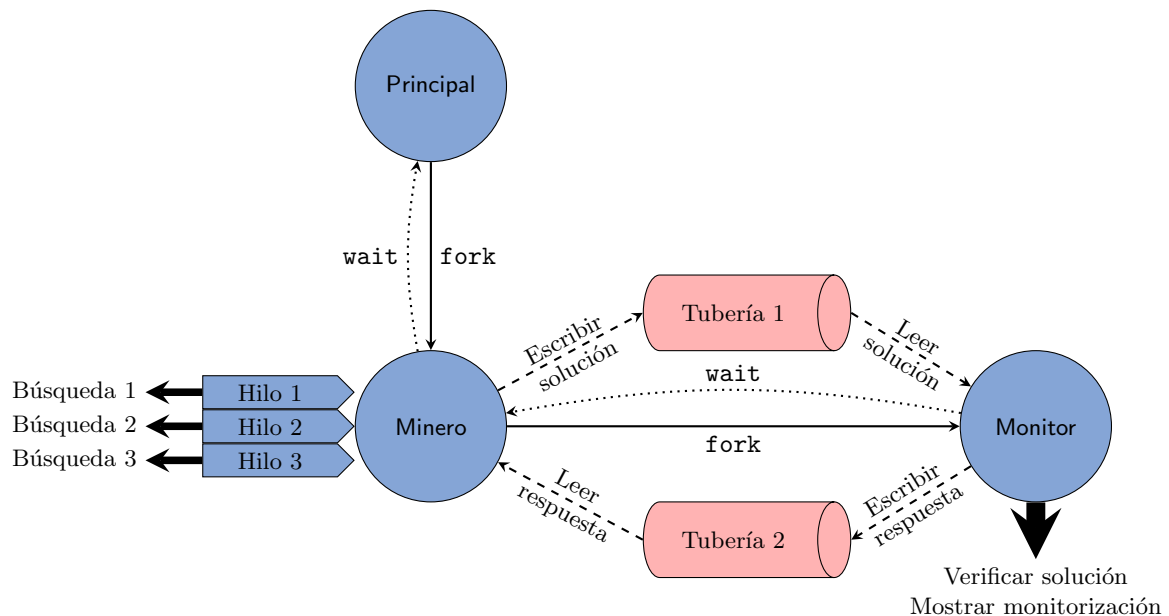 Principal
wait
fork
Tubería 1
Escribir
solución
Leer
solución
wait
Búsqueda 1
Hilo 1
Búsqueda 2
Hilo 2
Búsqueda 3
Hilo 3
Minero
Monitor
fork
Leer
respuesta
Escribir
respuesta
Tubería 2
Verificar solución
Mostrar monitorización